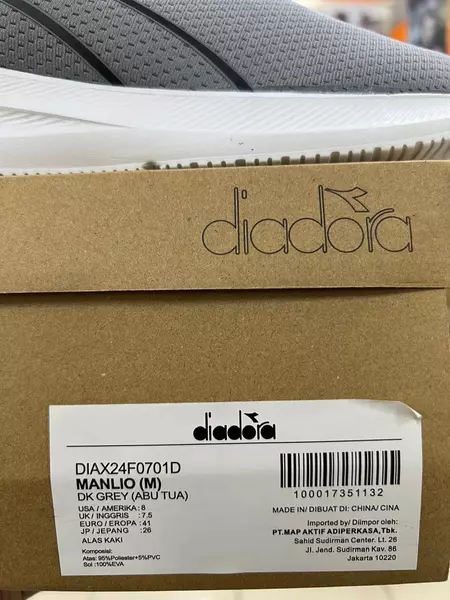 diadora
diadora
DIAX24F0701D
MANLIO (M)
DK GREY (ABU TUA)
USA / AMERIKA : 8
UK / INGGRIS : 7.5
EURO / EROPA : 41
JP / JEPANG : 26
ALAS KAKI
Komposisi:
Atas: 95%Poliester+5%PVC
Sol :100%EVA
100017351132
MADE IN/ DIBUAT DI: CHINA/ CINA
Imported by/ Diimpor oleh:
PT.MAP AKTIF ADIPERKASA,Tbk.
Sahid Sudirman Center. Lt. 26
Jl. Jend. Sudirman Kav. 86
Jakarta 10220